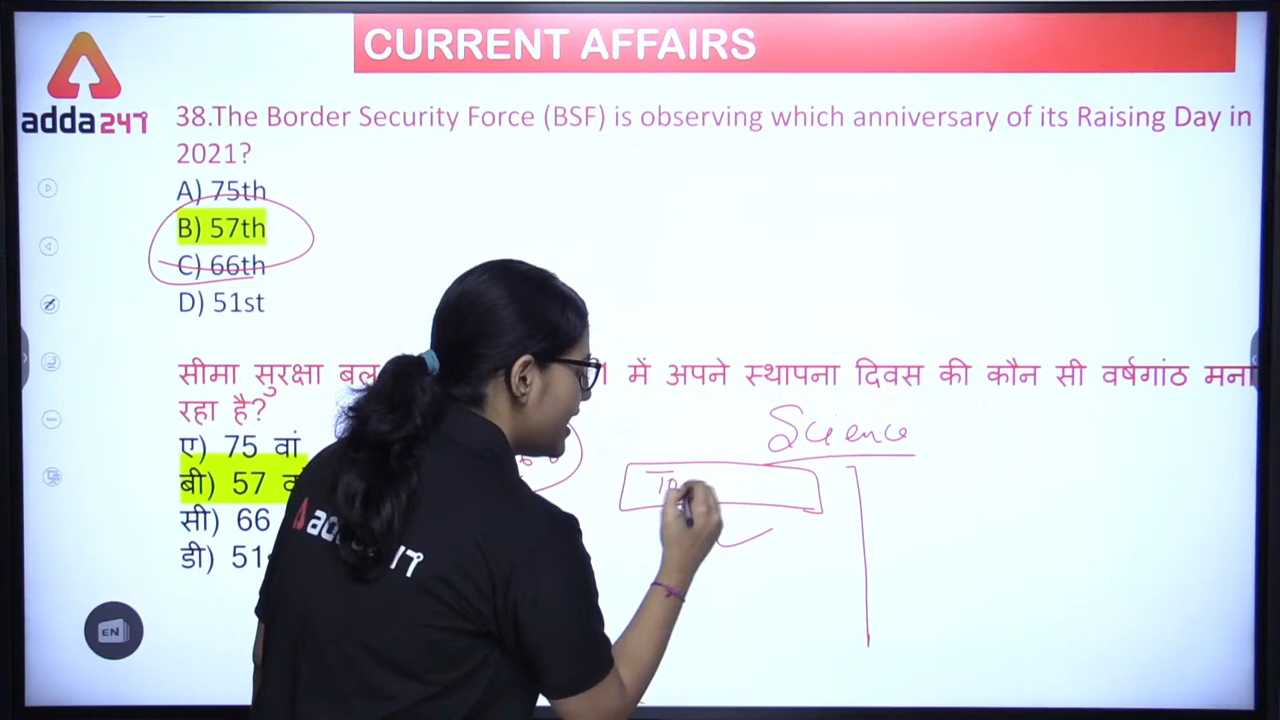 CURRENT AFFAIRS
adda247
38.The Border Security Force (BSF) is observing which anniversary of its Raising Day in
2021?
A) 75th
B) 57th
C) 66th
D) 51st
सीमा सुरक्षा बल 1 में अपने स्थापना दिवस की कौन सी वर्षगांठ मना
रहा है?
ए) 75 वां
बी) 57
सी) 66
डी) 51
Science
EN